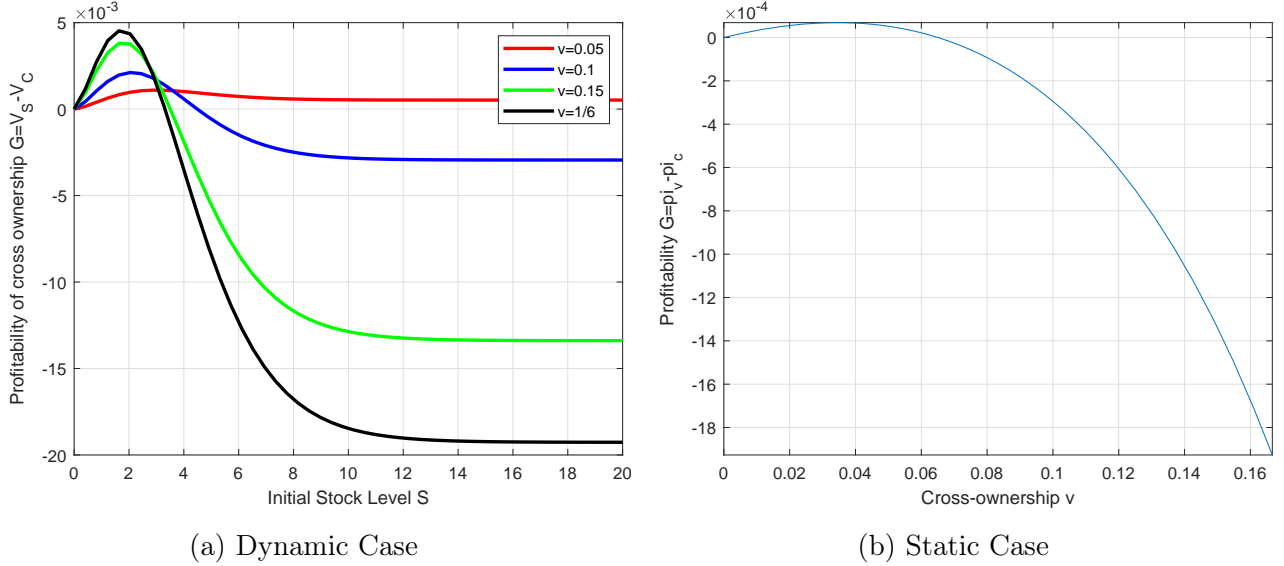 ×10⁻³
5
0
-5
-10
-15
-20
0 2 4 6 8 10 12 14 16 18 20
Initial Stock Level S
Profitability of cross ownership G=V_S-V_C
v=0.05
v=0.1
v=0.15
v=1/6
(a) Dynamic Case
×10⁻⁴
0
-2
-4
-6
-8
-10
-12
-14
-16
-18
0 0.02 0.04 0.06 0.08 0.1 0.12 0.14 0.16
Cross-ownership v
Profitability G=pi_v-pi_c
(b) Static Case